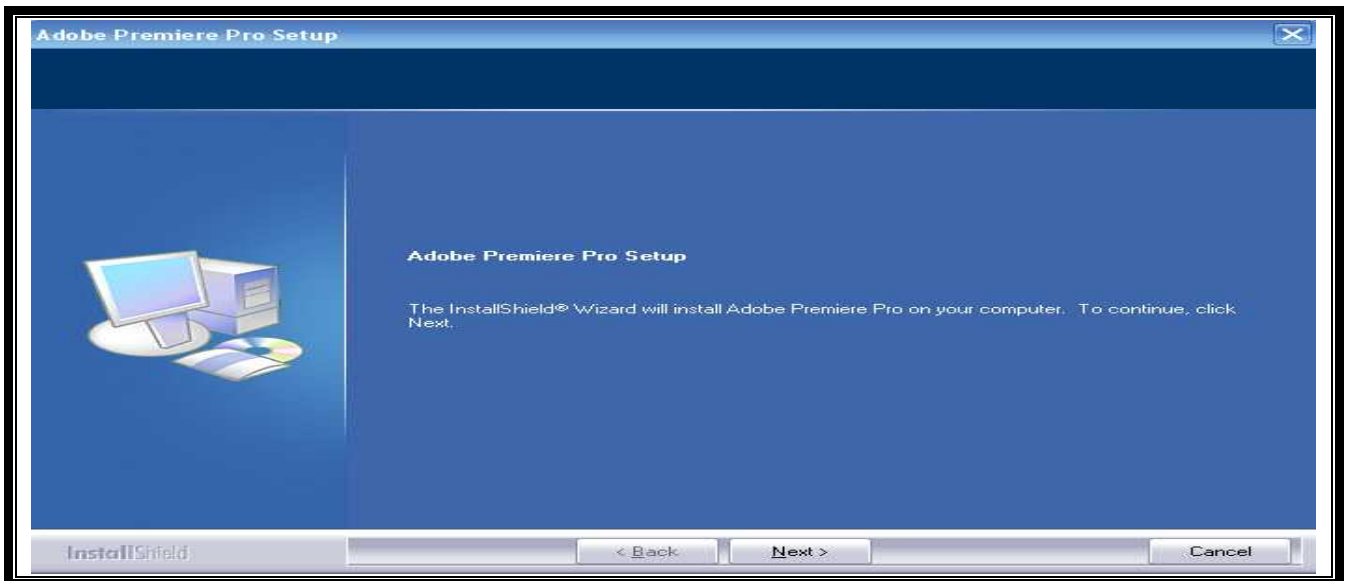 Adobe Premiere Pro Setup
Adobe Premiere Pro Setup
The InstallShield® Wizard will install Adobe Premiere Pro on your computer. To continue, click
Next.
InstallShield
< Back
Next >
Cancel